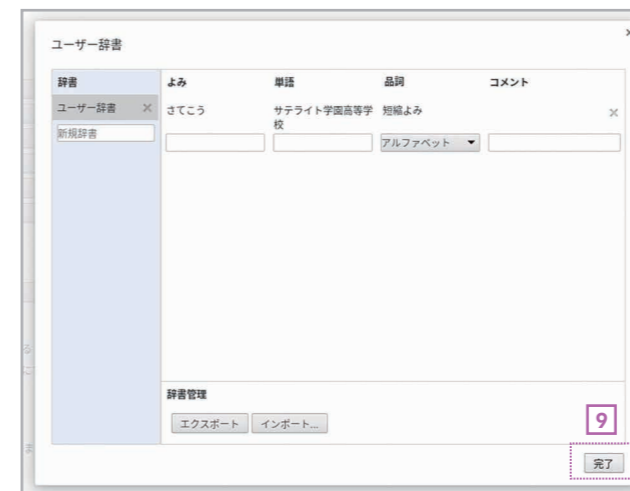 ユーザー辞書
辞書
よみ 単語 品詞 コメント
ユーザー辞書 ×
さてこう サテライト学園高等学
校 短縮よみ ×
新規辞書
アルファベット ▼
辞書管理
エクスポート インポート...
9
完了